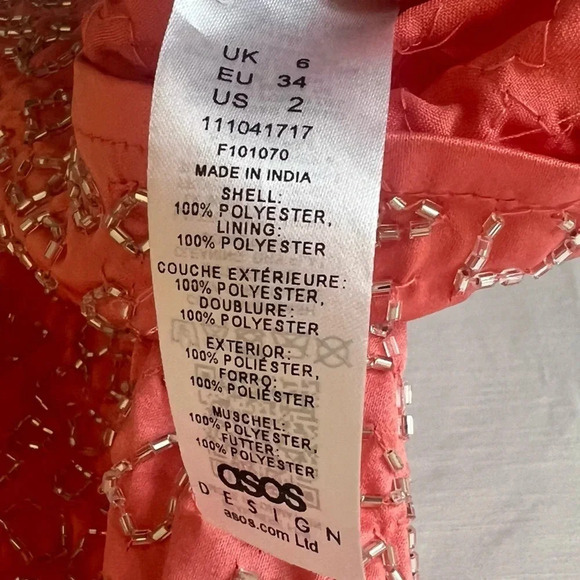 UK 6
EU 34
US 2
111041717
F101070
MADE IN INDIA
SHELL:
100% POLYESTER,
LINING:
100% POLYESTER
COUCHE EXTÉRIEURE:
100% POLYESTER,
DOUBLURE:
100% POLYESTER
EXTERIOR:
100% POLIÉSTER,
FORRO:
100% POLIÉSTER
MUSCHEL:
100% POLYESTER,
FUTTER:
100% POLYESTER
asos
DESIGN
asos.com Ltd